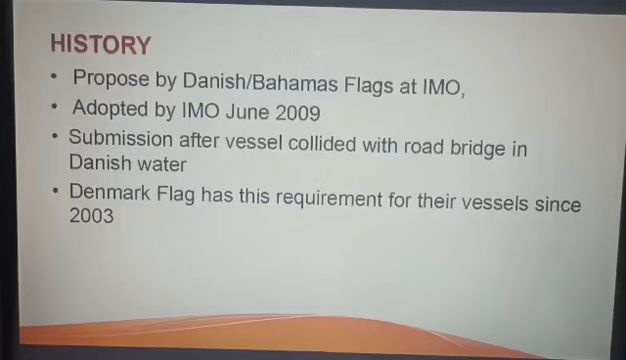 HISTORY
• Propose by Danish/Bahamas Flags at IMO,
• Adopted by IMO June 2009
• Submission after vessel collided with road bridge in
Danish water
• Denmark Flag has this requirement for their vessels since
2003